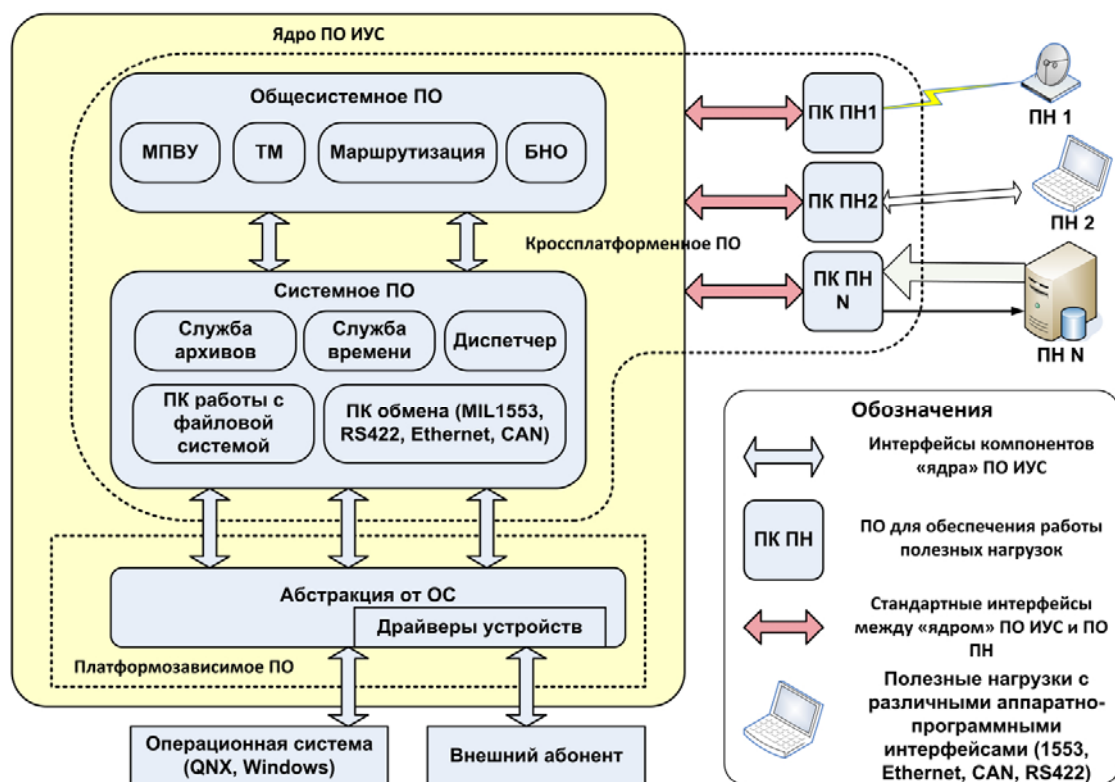 Ядро ПО ИУС
Общесистемное ПО
МПВУ
ТМ
Маршрутизация
БНО
Кроссплатформенное ПО
Системное ПО
Служба
архивов
Служба
времени
Диспетчер
ПК работы с
файловой
системой
ПК обмена (MIL1553,
RS422, Ethernet, CAN)
Абстракция от ОС
Драйверы устройств
Платформозависимое ПО
Операционная система
(QNX, Windows)
Внешний абонент
ПК ПН1
ПН 1
ПК ПН2
ПН 2
ПК ПН
N
ПН N
Обозначения
Интерфейсы компонентов
«ядра» ПО ИУС
ПК ПН
ПО для обеспечения работы
полезных нагрузок
Стандартные интерфейсы
между «ядром» ПО ИУС и ПО
ПН
Полезные нагрузки с
различными аппаратно-
программными
интерфейсами (1553,
Ethernet, CAN, RS422)